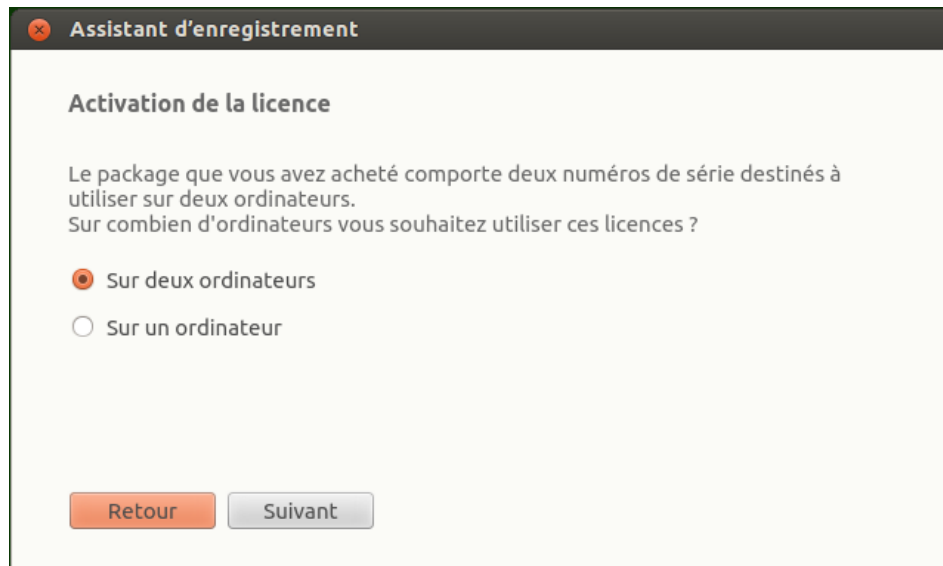 Assistant d’enregistrement
Activation de la licence
Le package que vous avez acheté comporte deux numéros de série destinés à
utiliser sur deux ordinateurs.
Sur combien d'ordinateurs vous souhaitez utiliser ces licences ?
Sur deux ordinateurs
Sur un ordinateur
Retour
Suivant